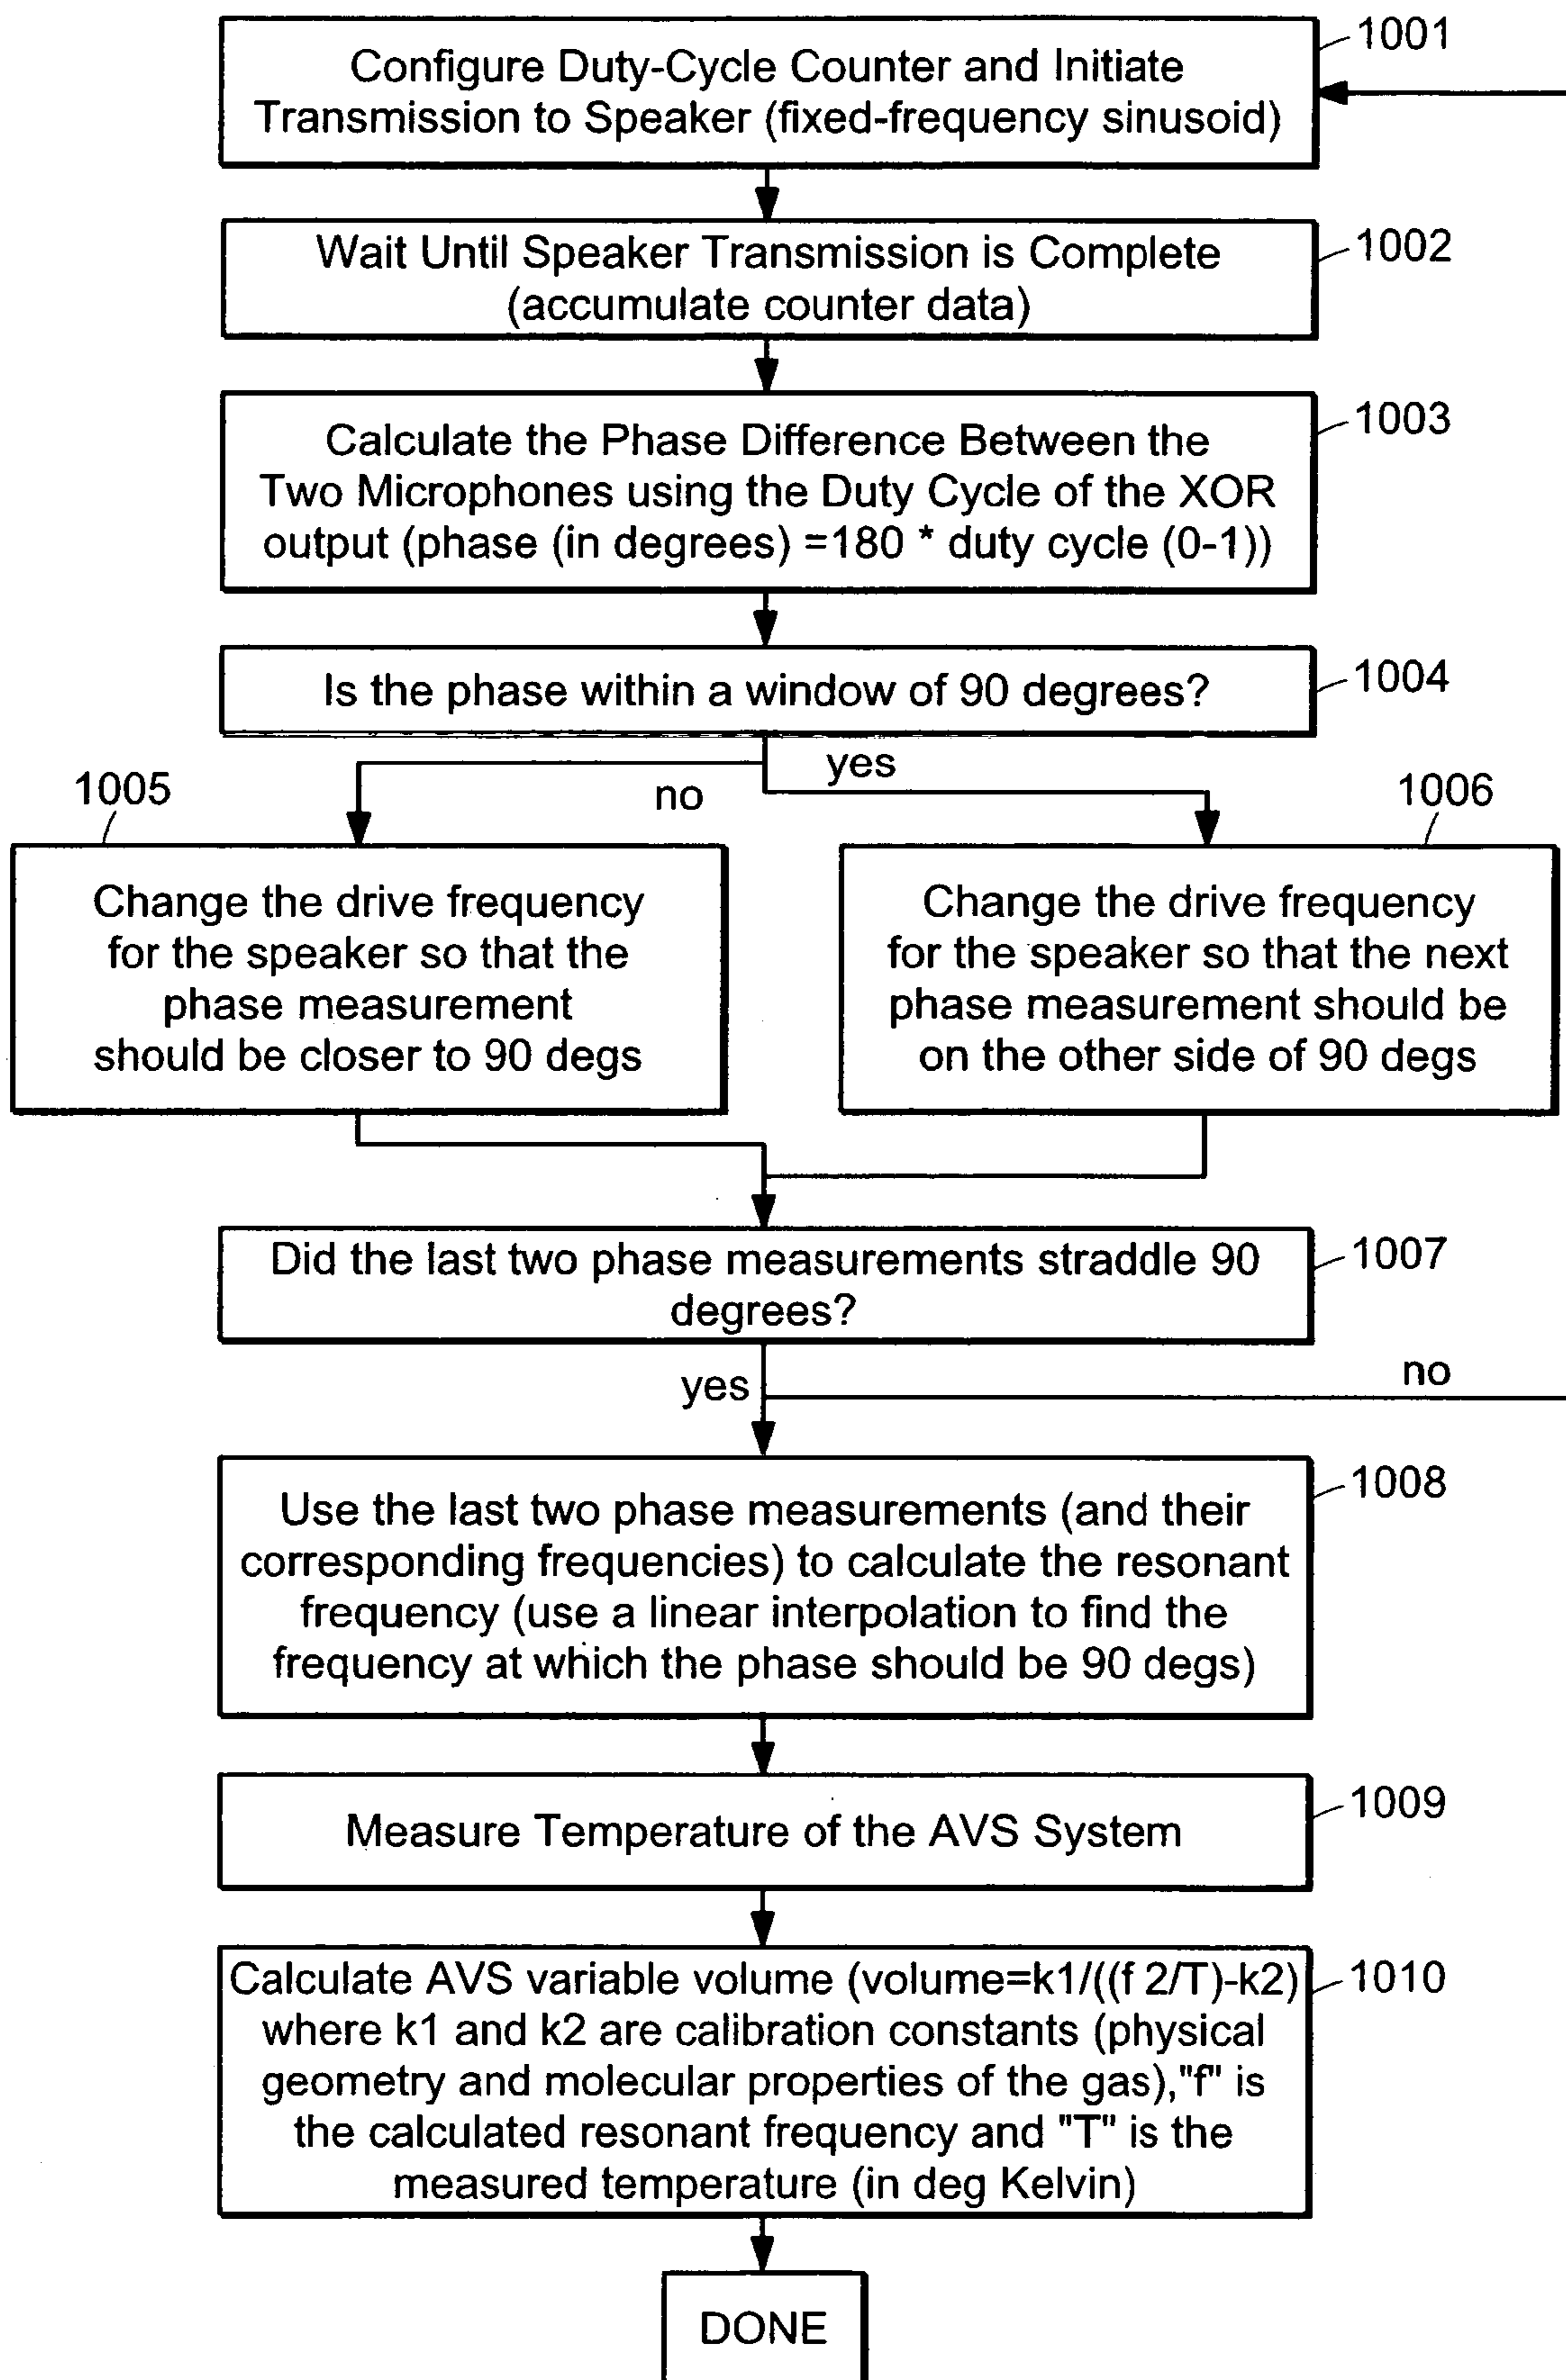 1001
Configure Duty-Cycle Counter and Initiate
Transmission to Speaker (fixed-frequency sinusoid)
1002
Wait Until Speaker Transmission is Complete
(accumulate counter data)
1003
Calculate the Phase Difference Between the
Two Microphones using the Duty Cycle of the XOR
output (phase (in degrees) =180 * duty cycle (0-1))
1004
Is the phase within a window of 90 degrees?
yes
no
1005
Change the drive frequency
for the speaker so that the
phase measurement
should be closer to 90 degs
1006
Change the drive frequency
for the speaker so that the next
phase measurement should be
on the other side of 90 degs
1007
Did the last two phase measurements straddle 90
degrees?
yes
no
1008
Use the last two phase measurements (and their
corresponding frequencies) to calculate the resonant
frequency (use a linear interpolation to find the
frequency at which the phase should be 90 degs)
1009
Measure Temperature of the AVS System
1010
Calculate AVS variable volume (volume=k1/((f 2/T)-k2)
where k1 and k2 are calibration constants (physical
geometry and molecular properties of the gas),"f" is
the calculated resonant frequency and "T" is the
measured temperature (in deg Kelvin)
DONE